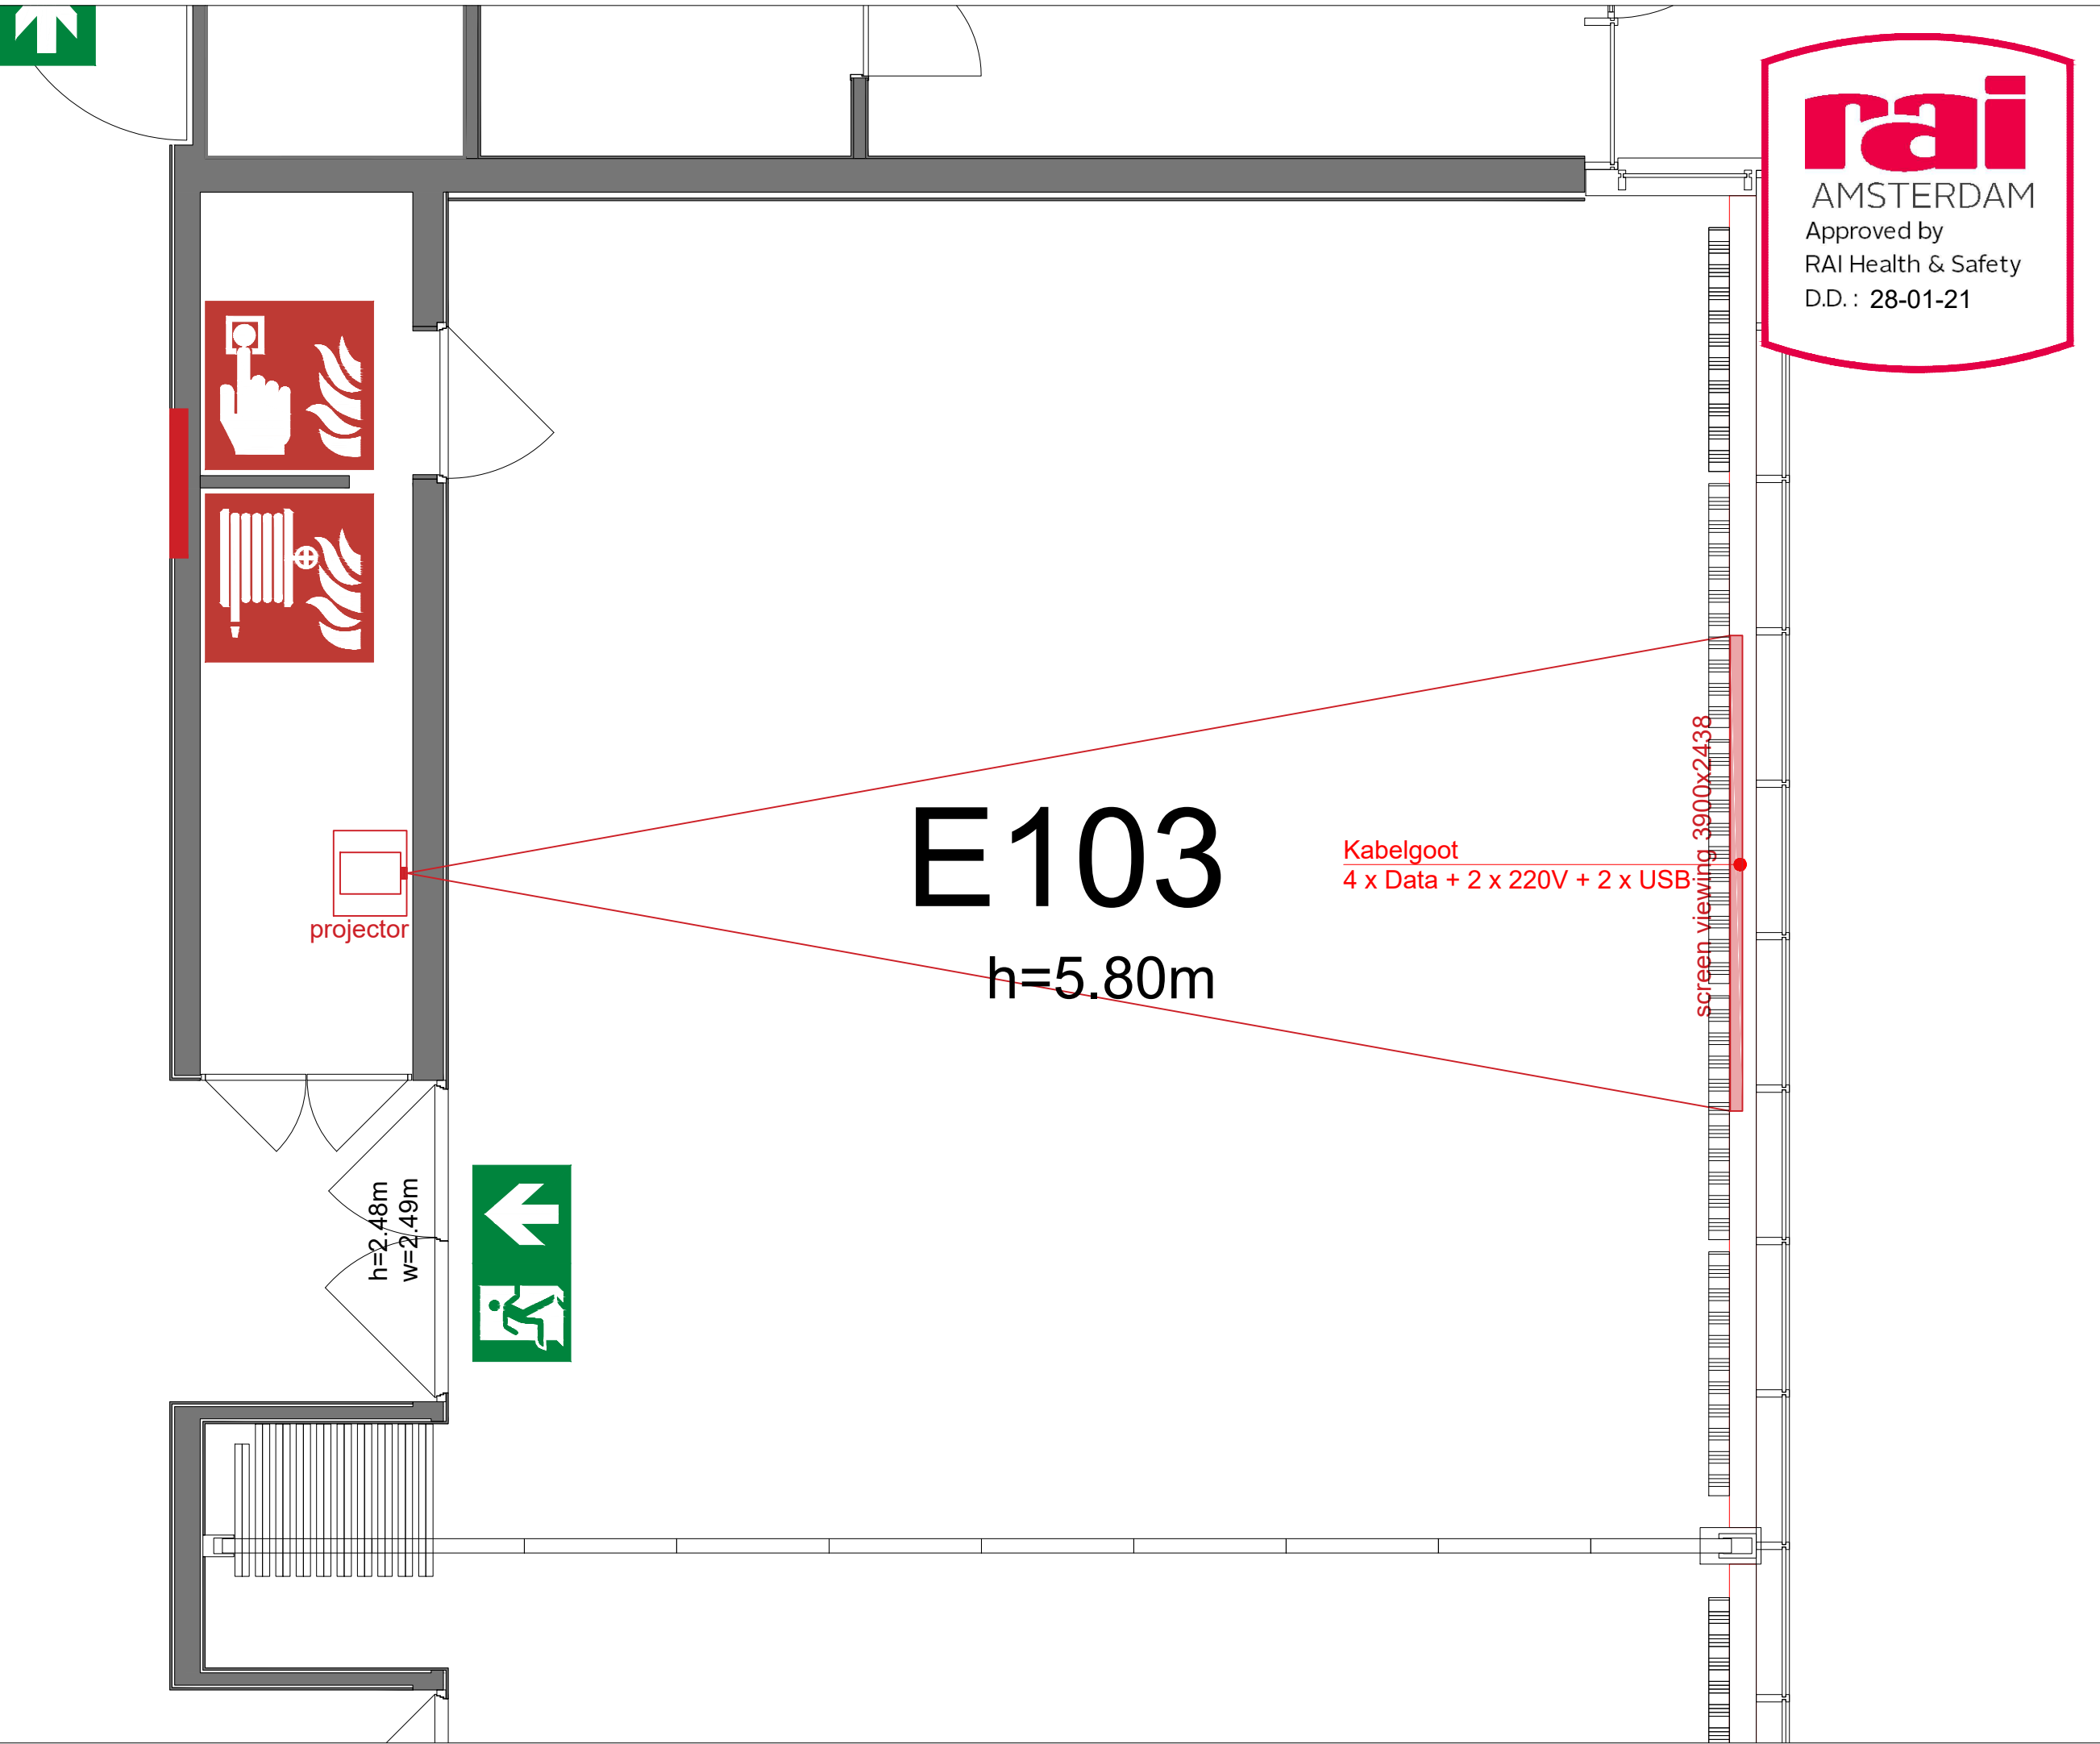 rai
AMSTERDAM
Approved by
RAI Health & Safety
D.D. : 28-01-21
E103
h=5.80m
Kabelgoot
4 x Data + 2 x 220V + 2 x USB
screen viewing 3900x2438
projector
h=2.48m
w=2.49m